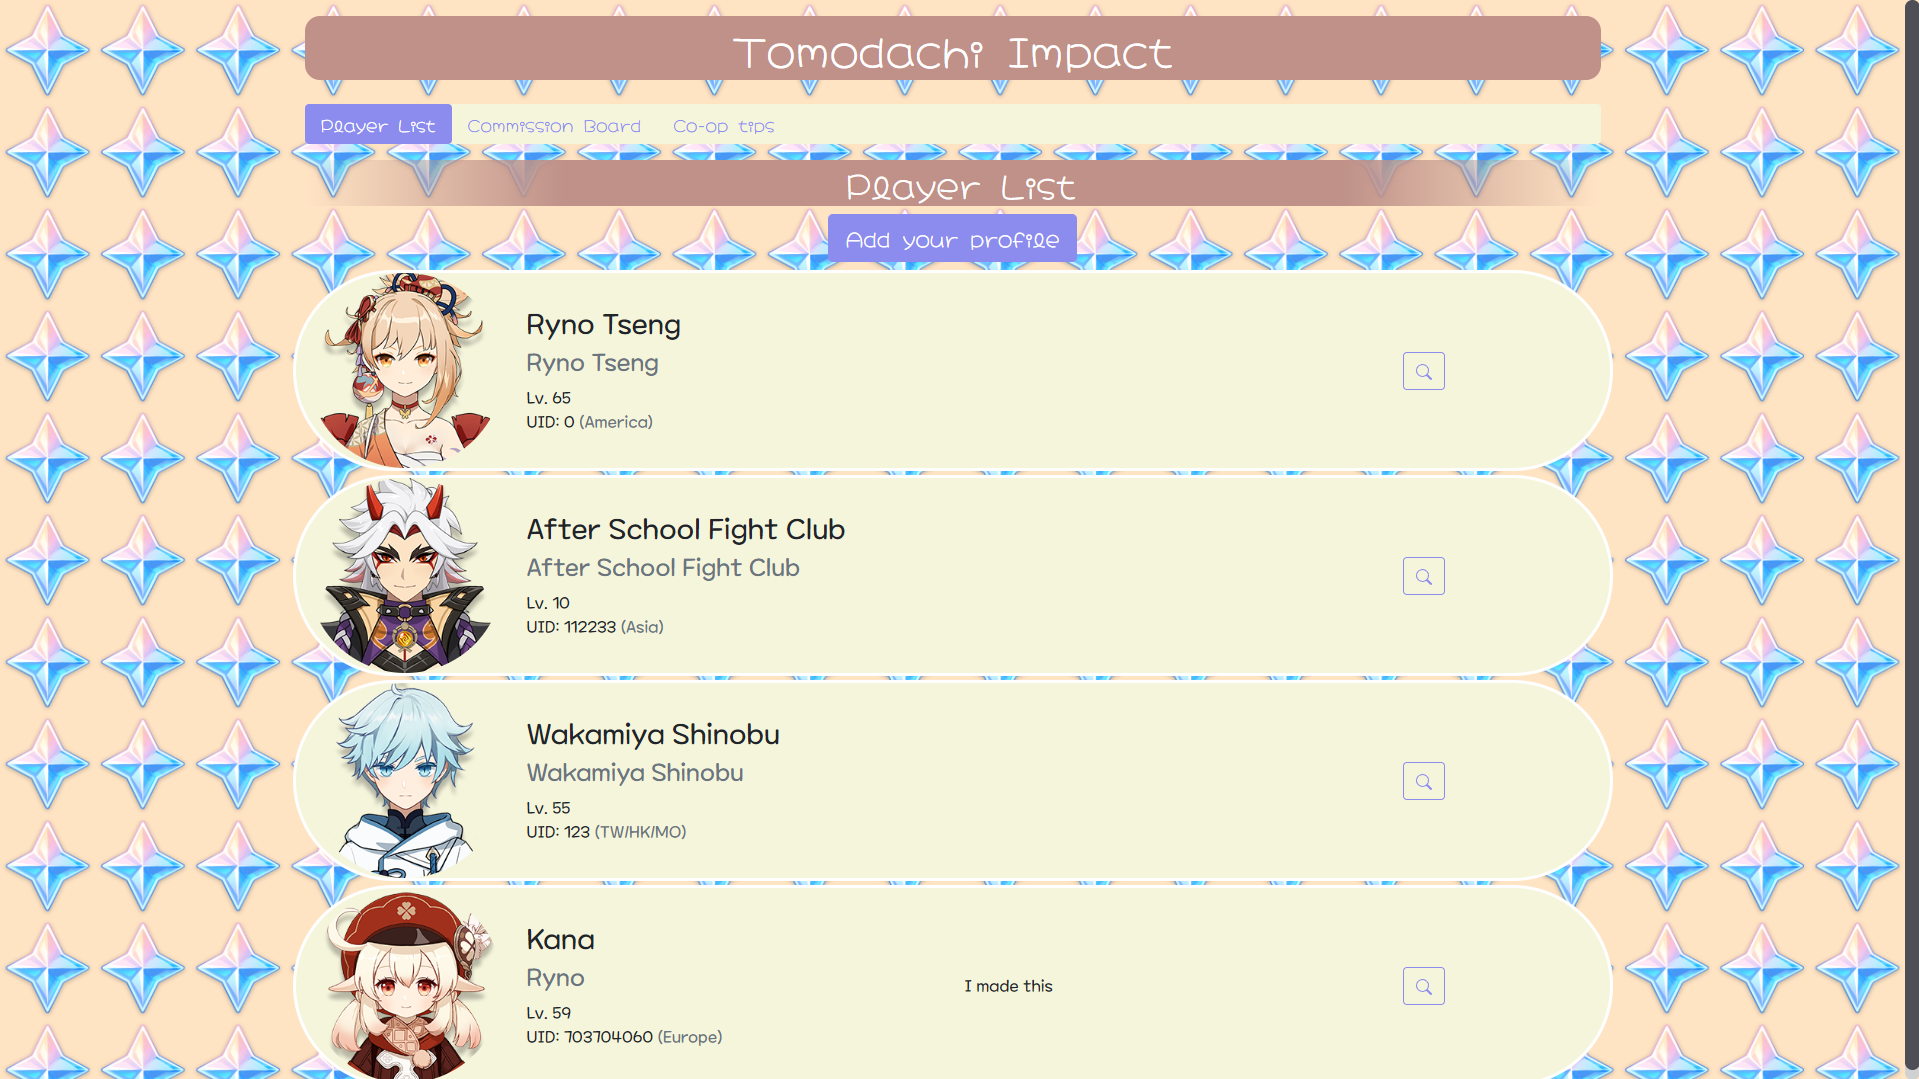 Tomodachi Impact
Player List Commission Board Co-op tips
Player List
Add your profile
Ryno Tseng
Ryno Tseng
Lv. 65
UID: 0 (America)
After School Fight Club
After School Fight Club
Lv. 10
UID: 112233 (Asia)
Wakamiya Shinobu
Wakamiya Shinobu
Lv. 55
UID: 123 (TW/HK/MO)
Kana
Ryno
I made this
Lv. 59
UID: 703704060 (Europe)